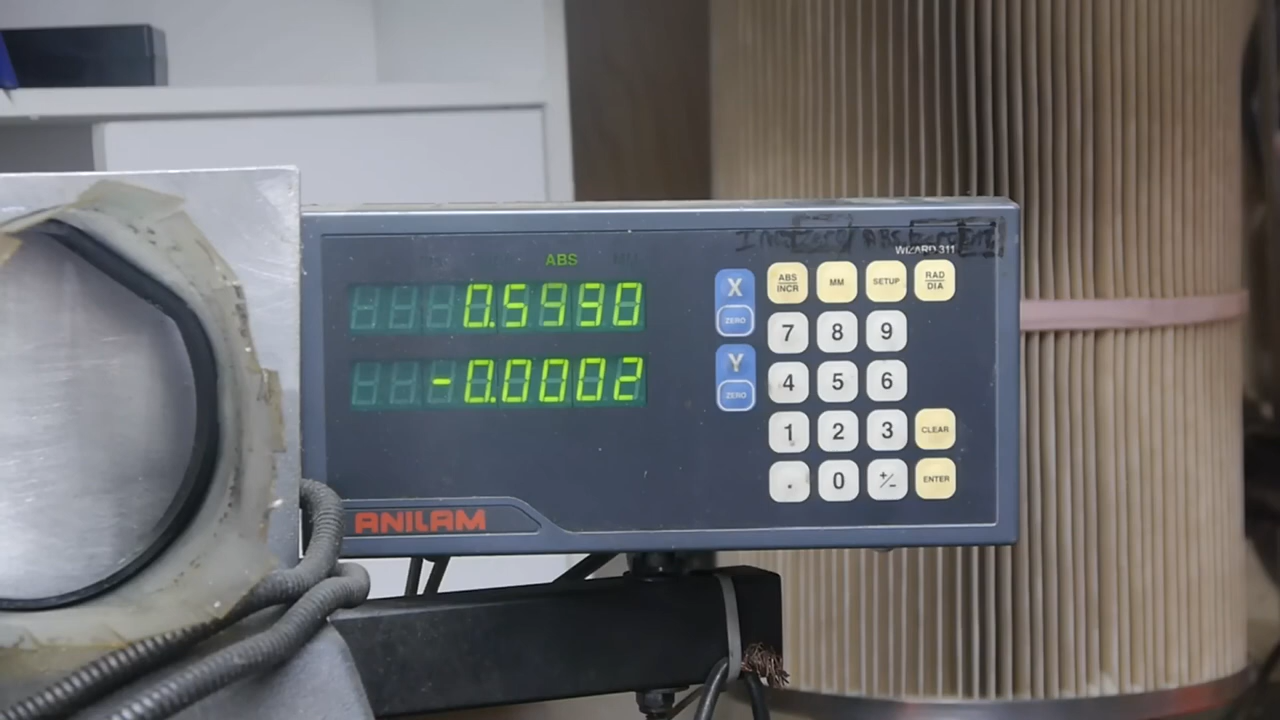 ABS
0.5990
-0.0002
WIZARD 311
X
ZERO
Y
ZERO
ABS
INCR
MM
SETUP
RAD
DIA
7 8 9
4 5 6
1 2 3
CLEAR
. 0 +/-
ENTER
ANILAM